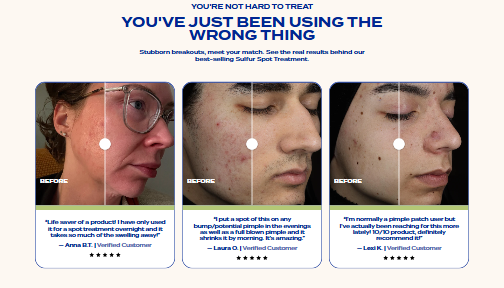 YOU'RE NOT HARD TO TREAT
YOU'VE JUST BEEN USING THE
WRONG THING
Stubborn breakouts, meet your match. See the real results behind our
best-selling Sulfur Spot Treatment.
BEFORE
"Life saver of a product! I have only used
it for a spot treatment overnight and it
takes so much of the swelling away!"
— Anna B.T. | Verified Customer
★★★★★
BEFORE
"I put a spot of this on any
bump/potential pimple in the evenings
as well as a full blown pimple and it
shrinks it by morning. It's amazing."
— Laura O. | Verified Customer
★★★★★
BEFORE
"I'm normally a pimple patch user but
I've actually been reaching for this more
lately! 10/10 product, definitely
recommend it!"
— Lexi K. | Verified Customer
★★★★★